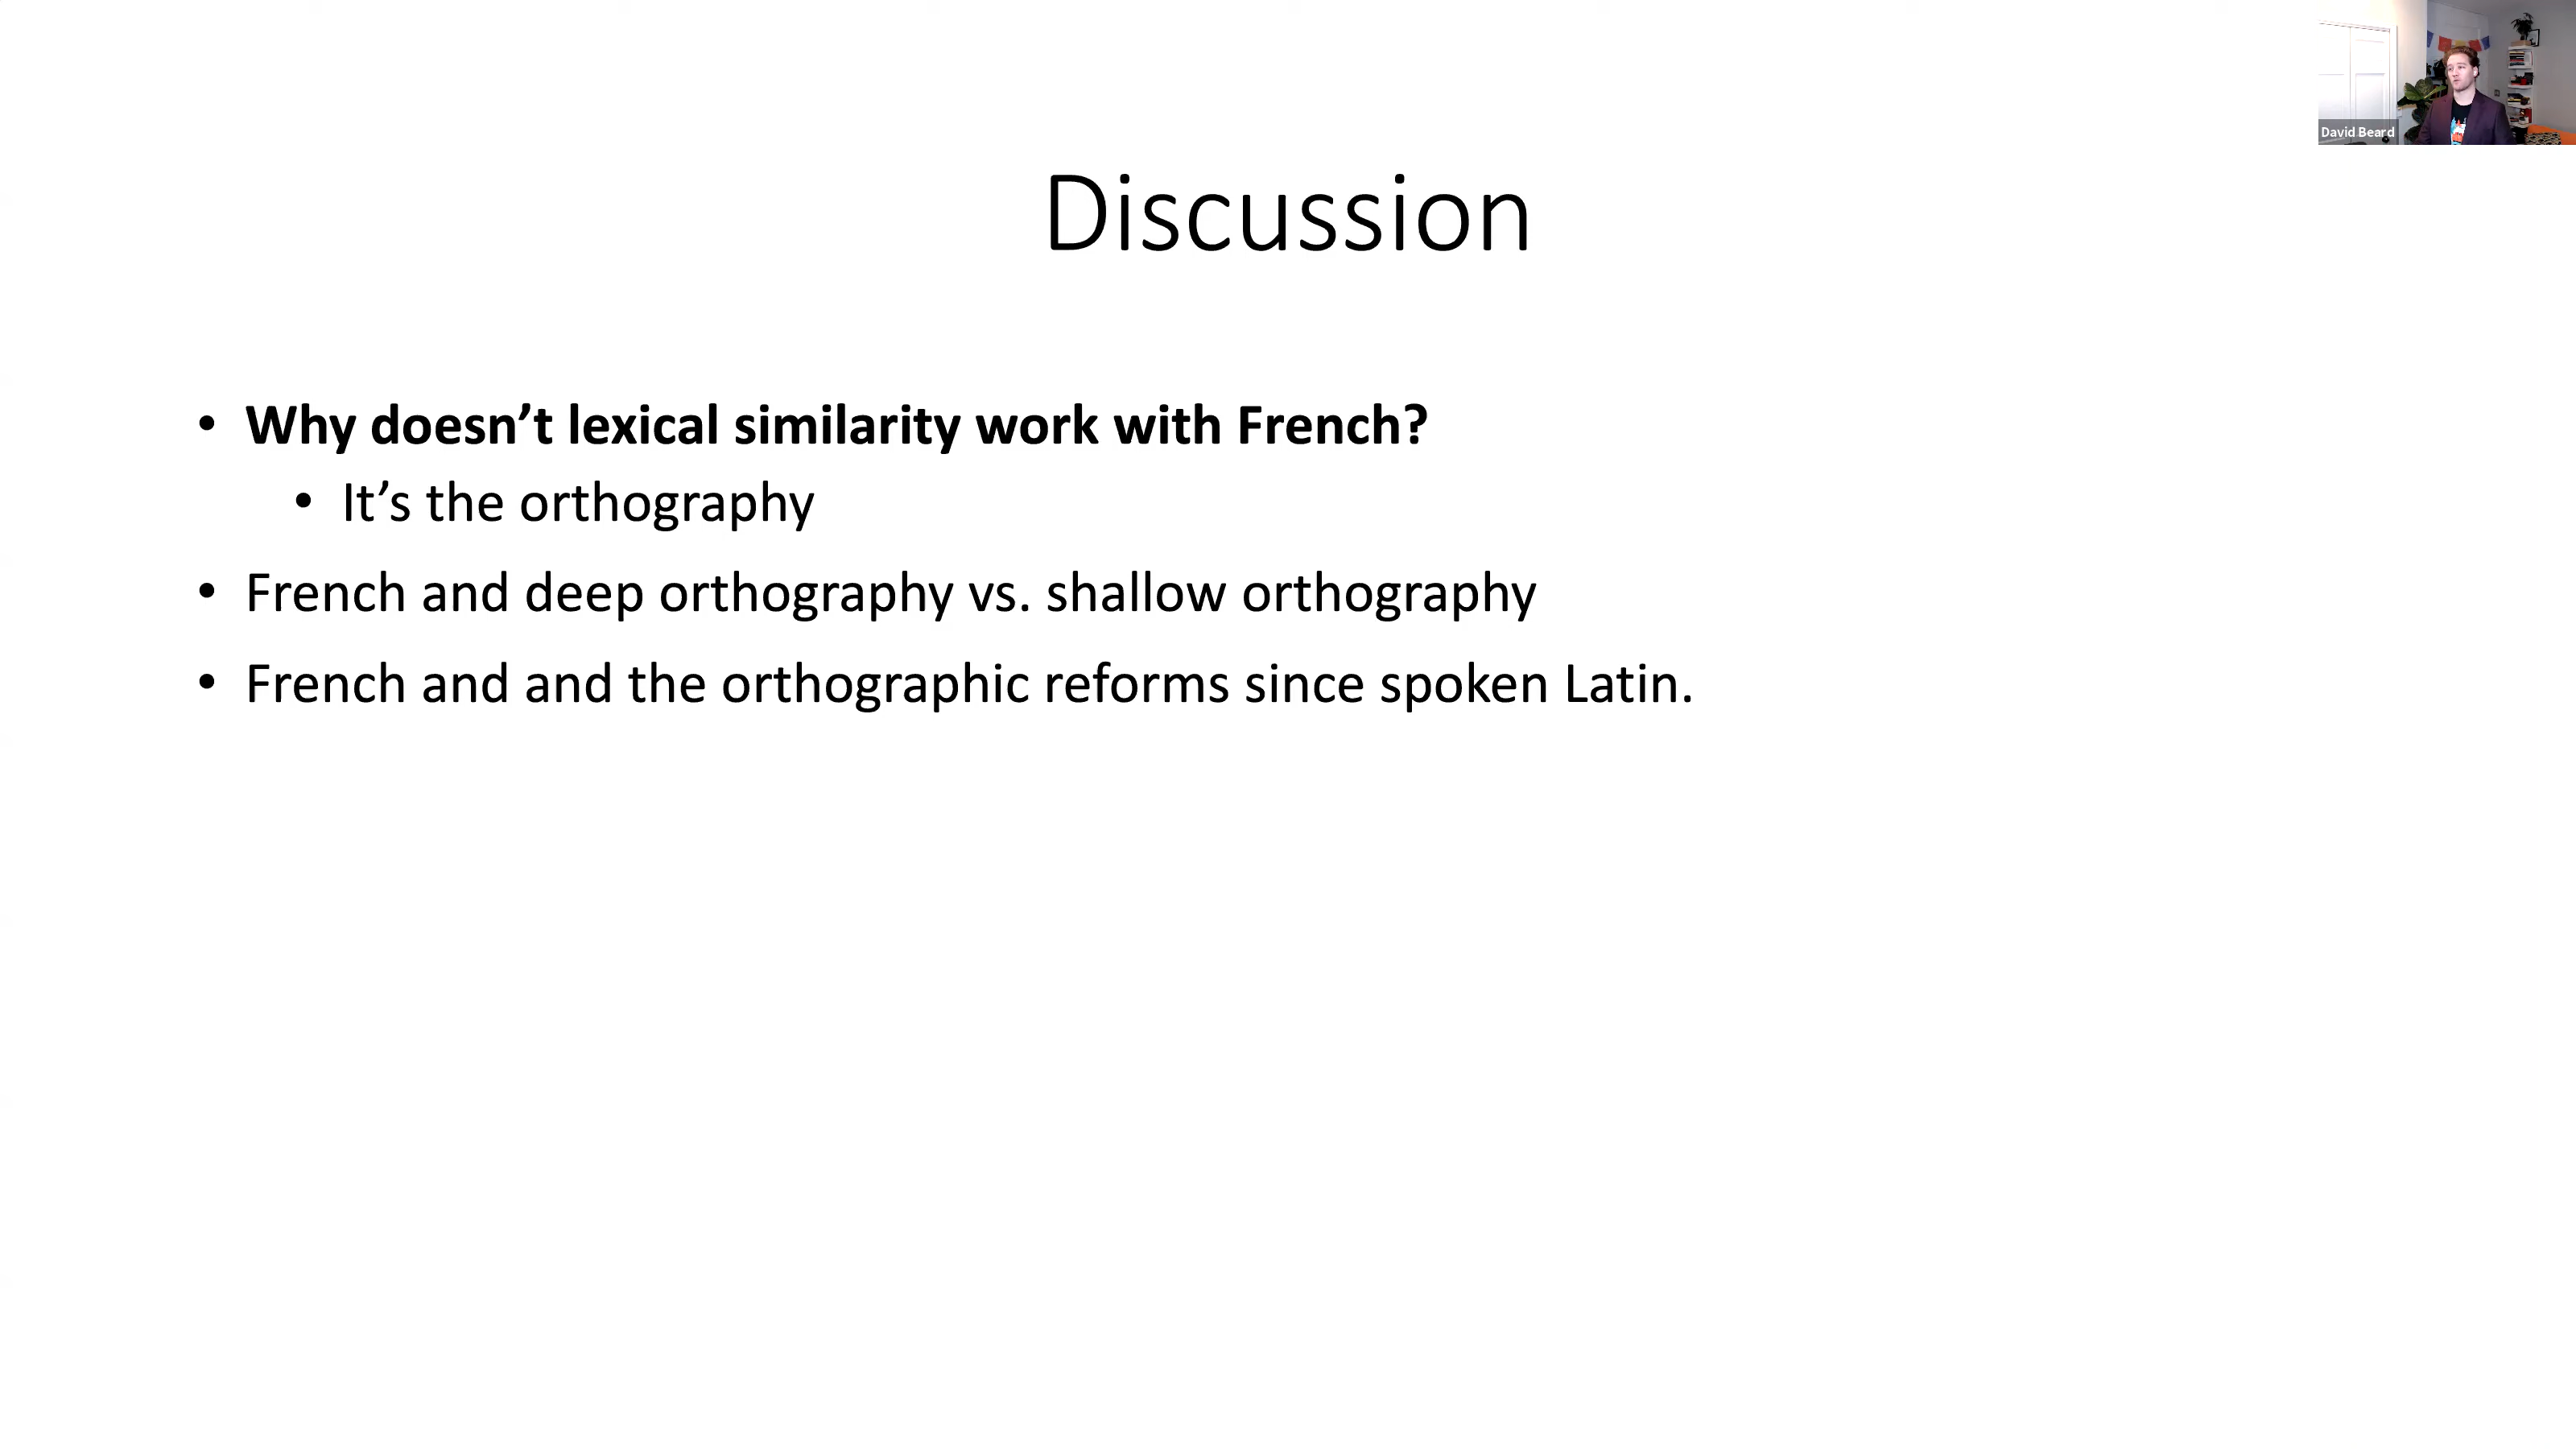 David Beard
Discussion
• Why doesn’t lexical similarity work with French?
• It’s the orthography
• French and deep orthography vs. shallow orthography
• French and and the orthographic reforms since spoken Latin.